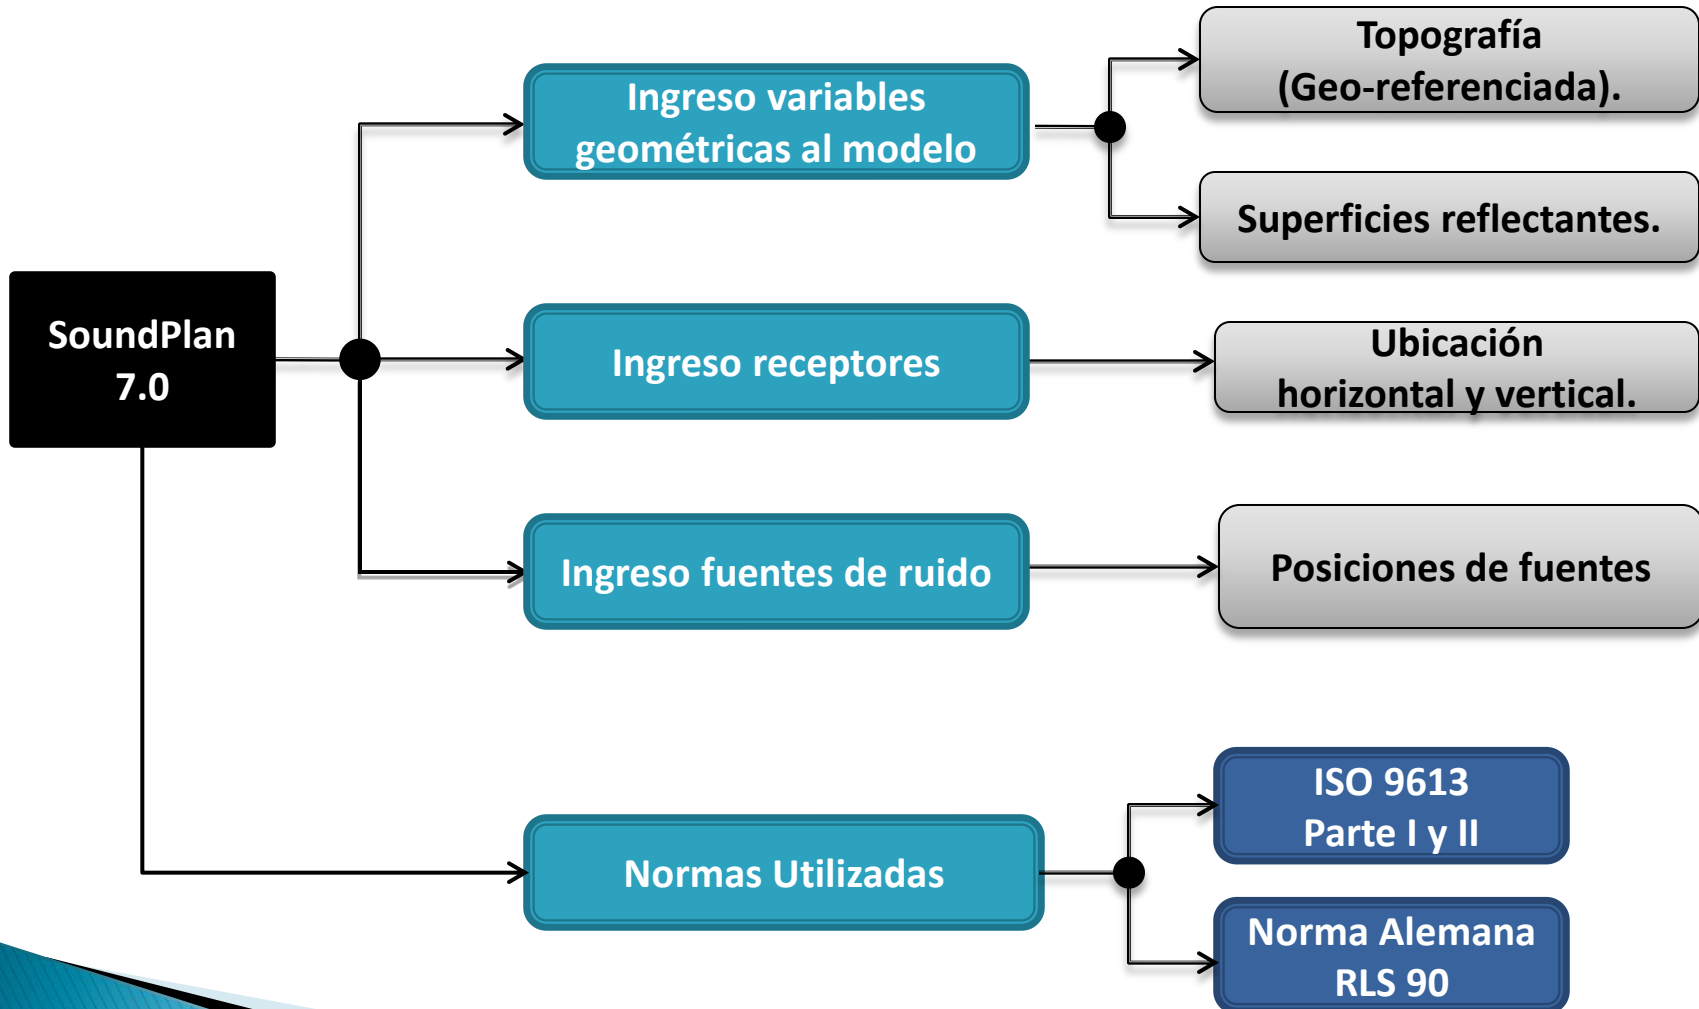 SoundPlan
7.0
Ingreso variables
geométricas al modelo
Topografía
(Geo-referenciada).
Superficies reflectantes.
Ingreso receptores
Ubicación
horizontal y vertical.
Ingreso fuentes de ruido
Posiciones de fuentes
Normas Utilizadas
ISO 9613
Parte I y II
Norma Alemana
RLS 90